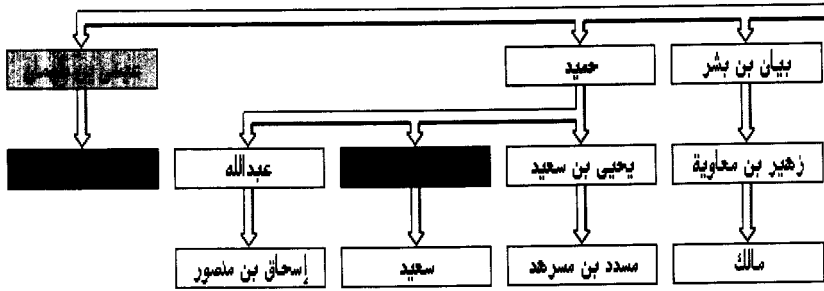 بيان بن بشر
حميد
زهير بن معاوية
يحيى بن سعيد
عبدالله
مالك
مسدد بن مسرهد
سعيد
إسحاق بن منصور